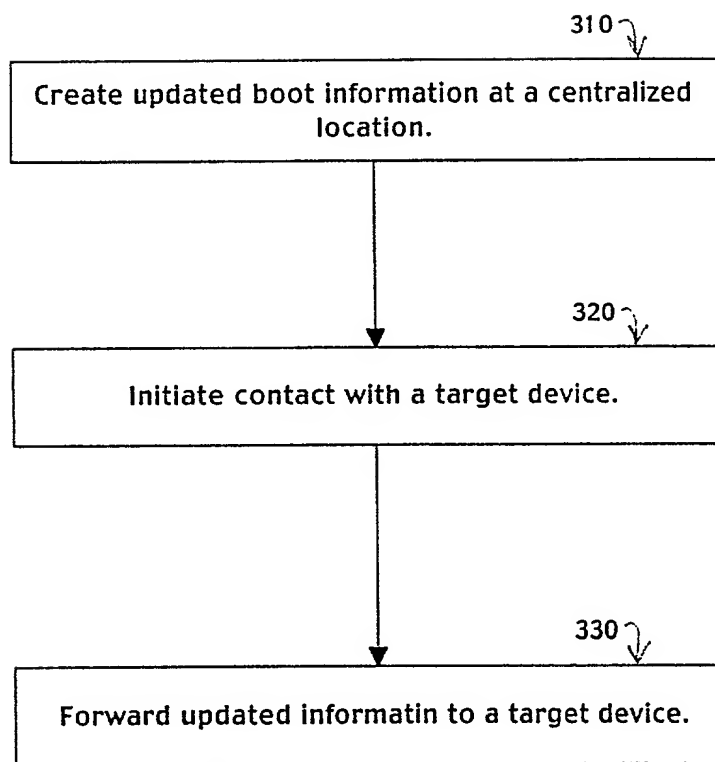 310
Create updated boot information at a centralized
location.
320
Initiate contact with a target device.
330
Forward updated informatin to a target device.